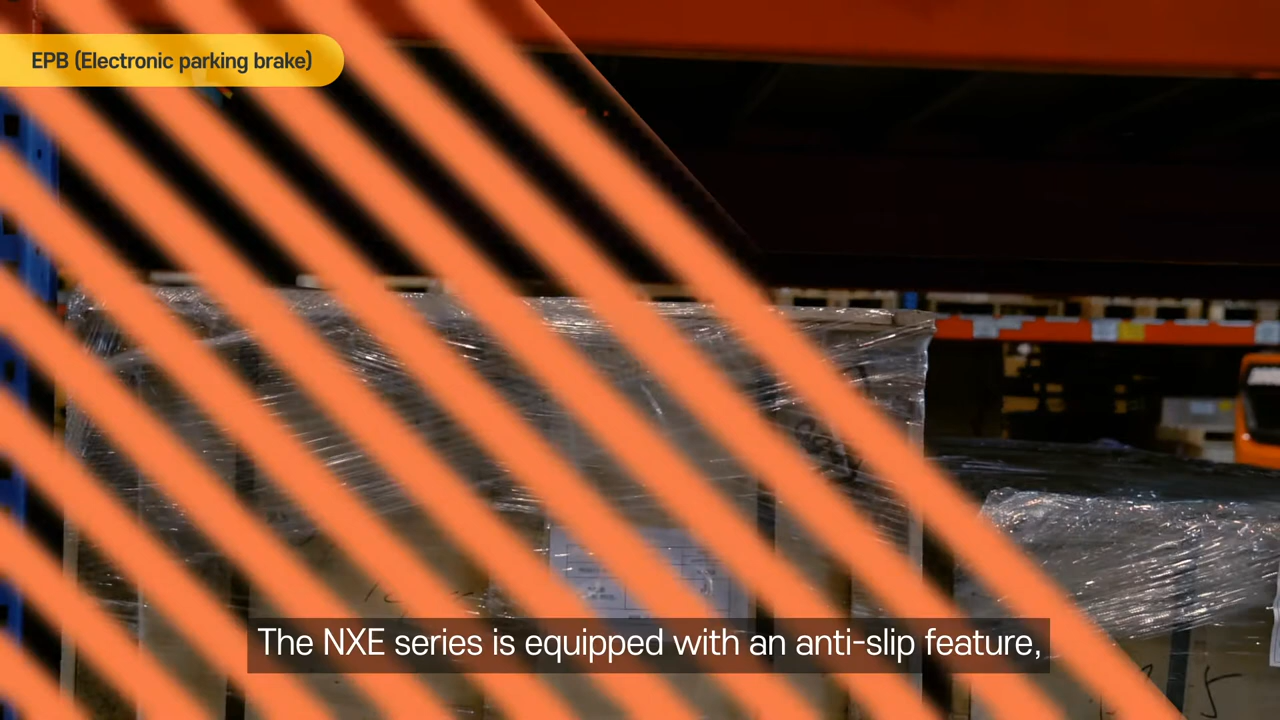 EPB (Electronic parking brake)
The NXE series is equipped with an anti-slip feature,